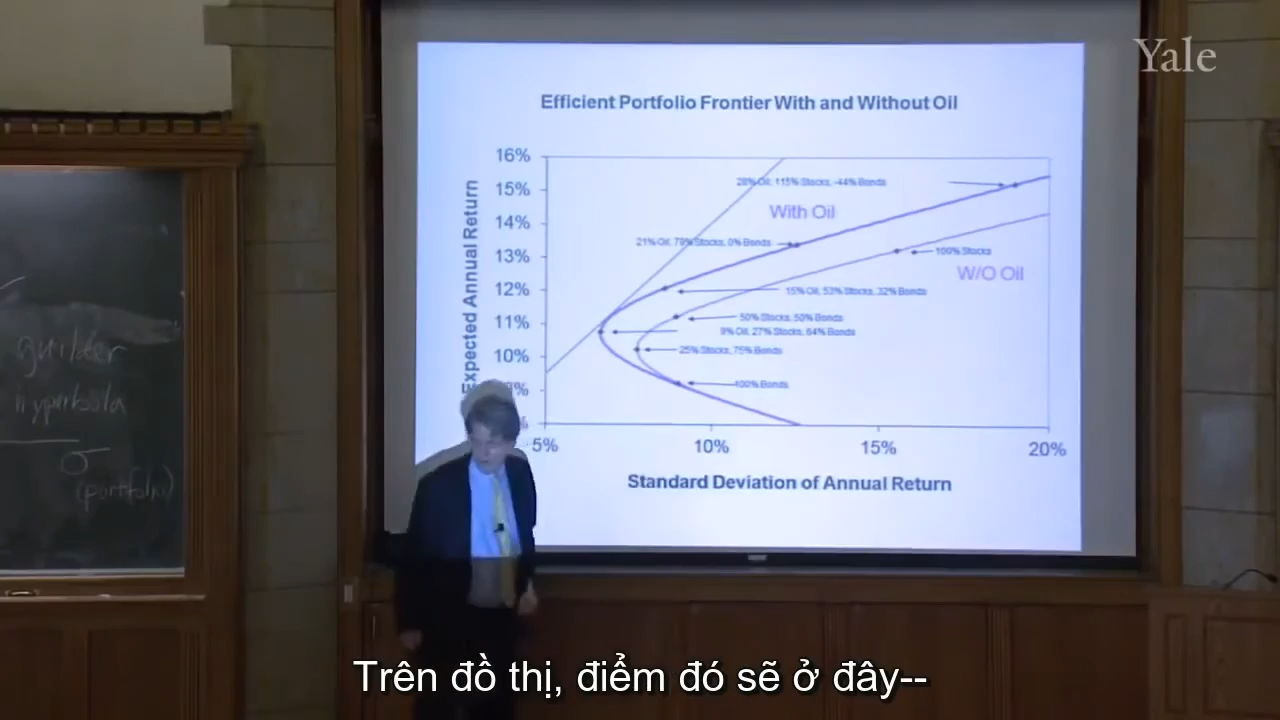 Yale
Efficient Portfolio Frontier With and Without Oil
Expected Annual Return
16%
15%
14%
13%
12%
11%
10%
28% Oil, 115% Stocks, -44% Bonds
With Oil
21% Oil, 79% Stocks, 0% Bonds
100% Stocks
W/O Oil
15% Oil, 53% Stocks, 32% Bonds
50% Stocks, 50% Bonds
9% Oil, 27% Stocks, 64% Bonds
25% Stocks, 75% Bonds
100% Bonds
5%
10%
15%
20%
Standard Deviation of Annual Return
guilder
hyperbola
σ
(portfolio)
Trên đồ thị, điểm đó sẽ ở đây--